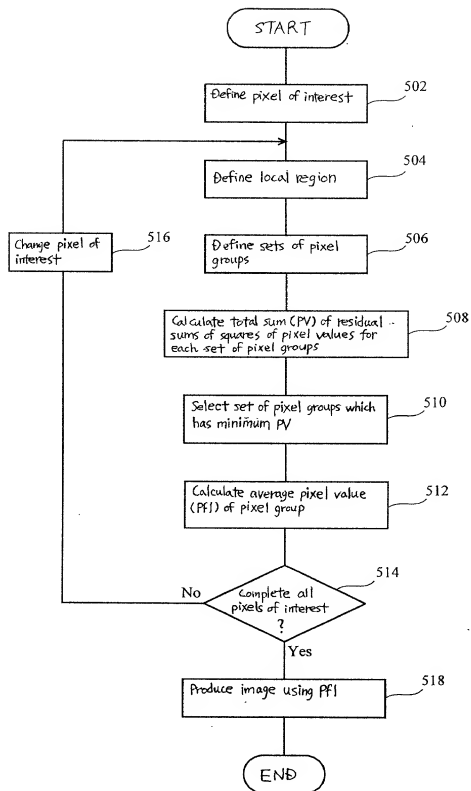 START
Define pixel of interest
502
Define local region
504
Change pixel of
interest
516
Define sets of pixel
groups
506
Calculate total sum (PV) of residual
sums of squares of pixel values for
each set of pixel groups
508
Select set of pixel groups which
has minimum PV
510
Calculate average pixel value
(Pf1) of pixel group
512
Complete all
pixels of interest
?
514
No
Yes
Produce image using Pf1
518
END